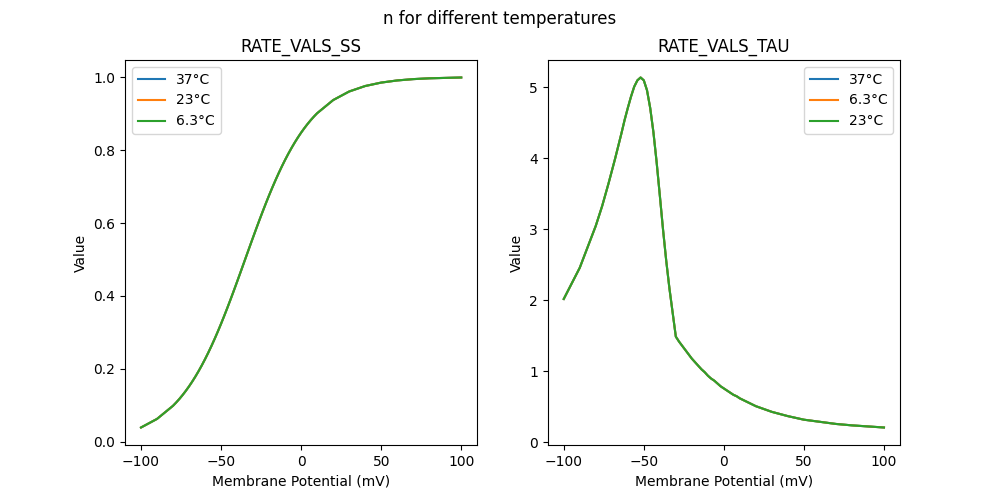 n for different temperatures
RATE_VALS_SS
37°C
23°C
6.3°C
1.0
0.8
0.6
0.4
0.2
0.0
Value
−100
−50
0
50
100
Membrane Potential (mV)
RATE_VALS_TAU
37°C
6.3°C
23°C
5
4
3
2
1
0
Value
−100
−50
0
50
100
Membrane Potential (mV)